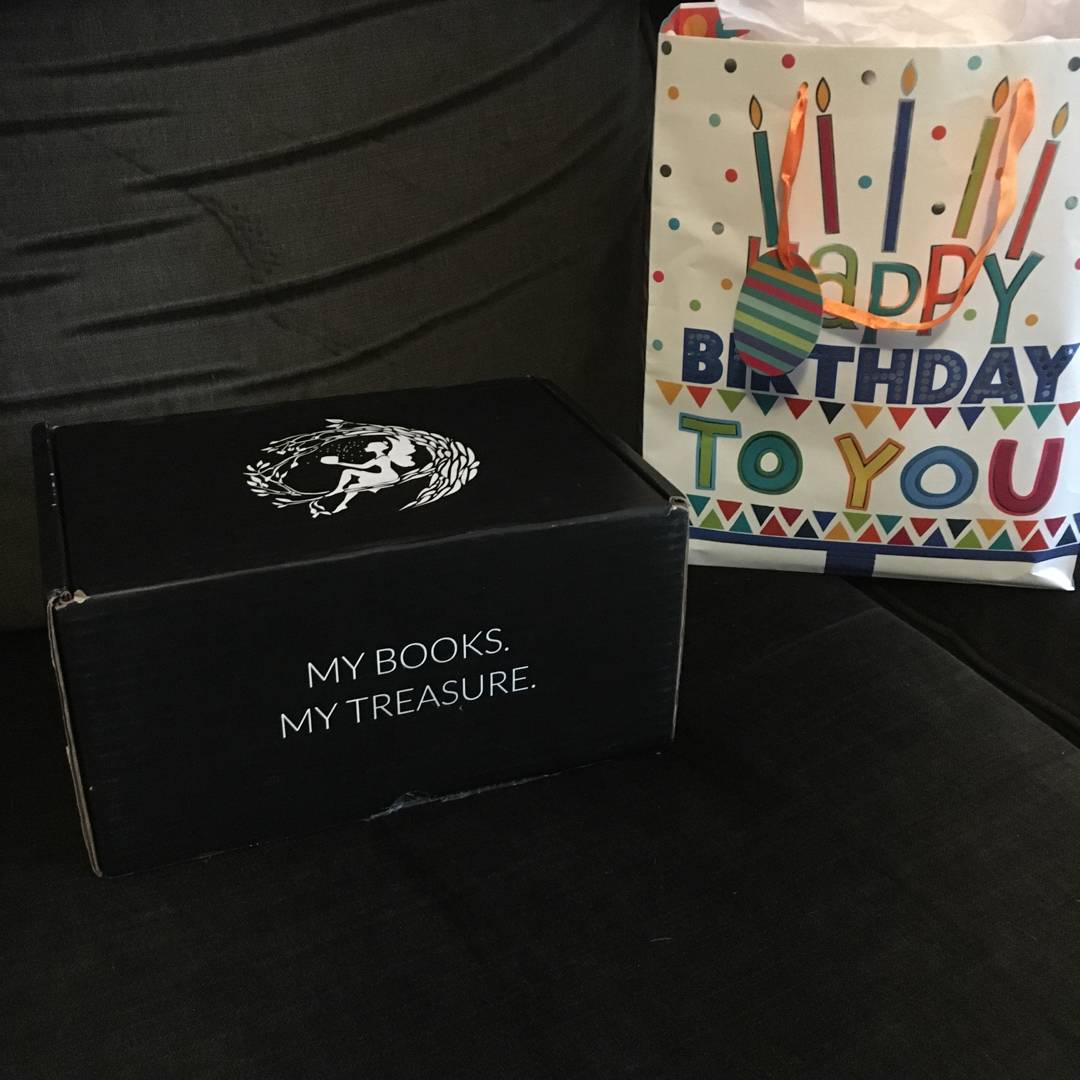 MY BOOKS.
MY TREASURE.
HAPPY
BIRTHDAY
TO YOU